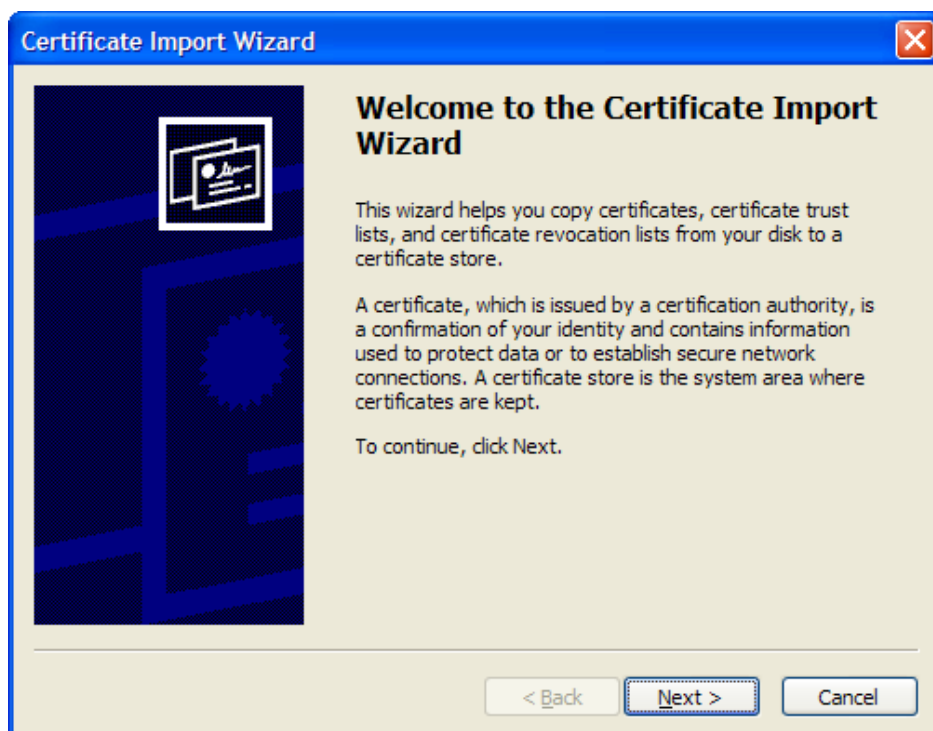 Certificate Import Wizard
Welcome to the Certificate Import
Wizard
This wizard helps you copy certificates, certificate trust
lists, and certificate revocation lists from your disk to a
certificate store.
A certificate, which is issued by a certification authority, is
a confirmation of your identity and contains information
used to protect data or to establish secure network
connections. A certificate store is the system area where
certificates are kept.
To continue, click Next.
< Back Next > Cancel